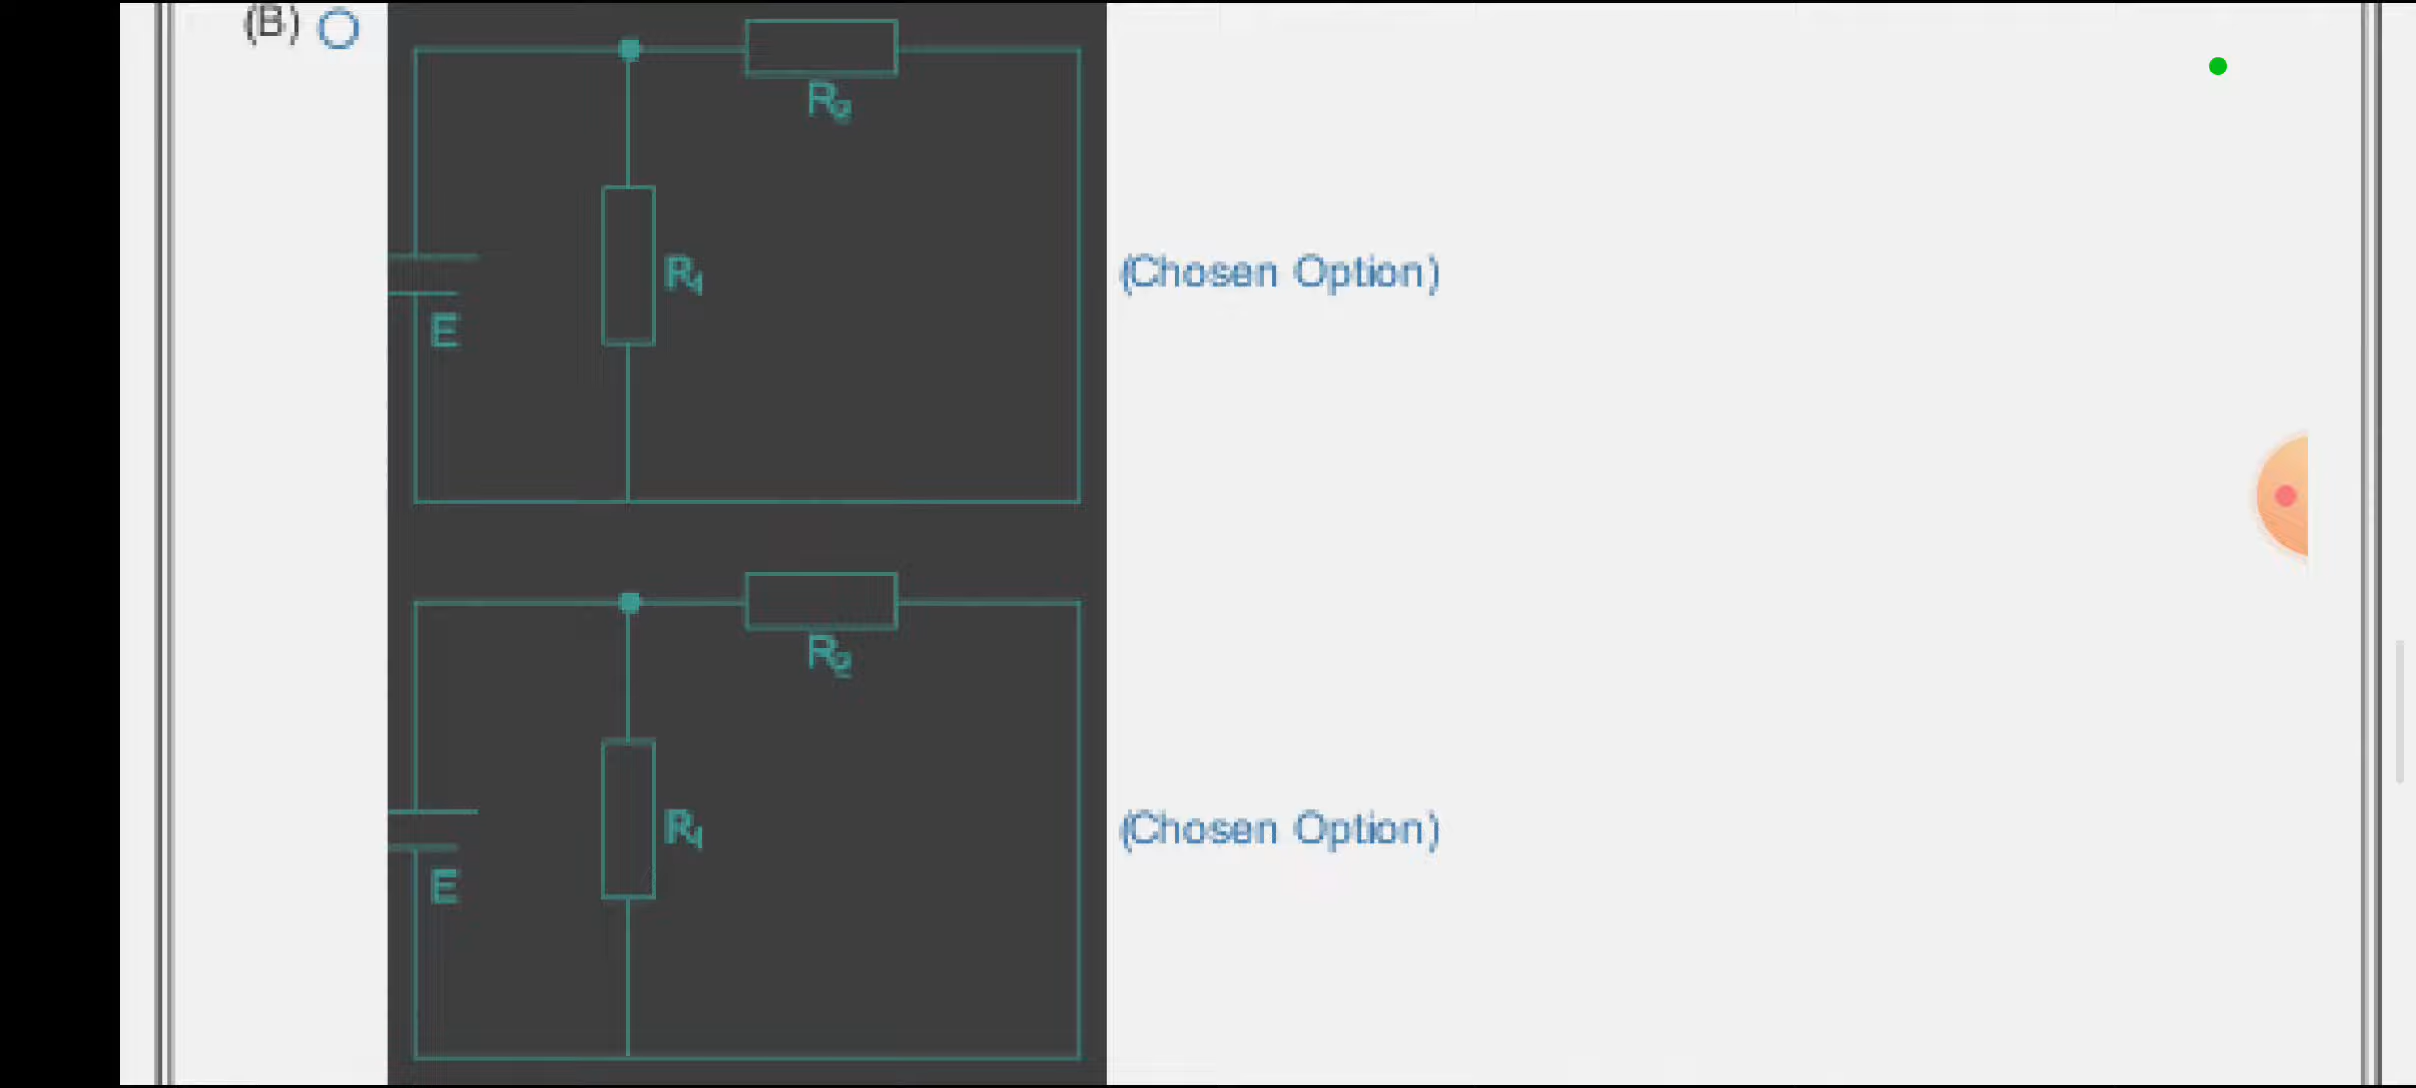 (B)
R2
R1
(Chosen Option)
E
R2
R1
(Chosen Option)
E